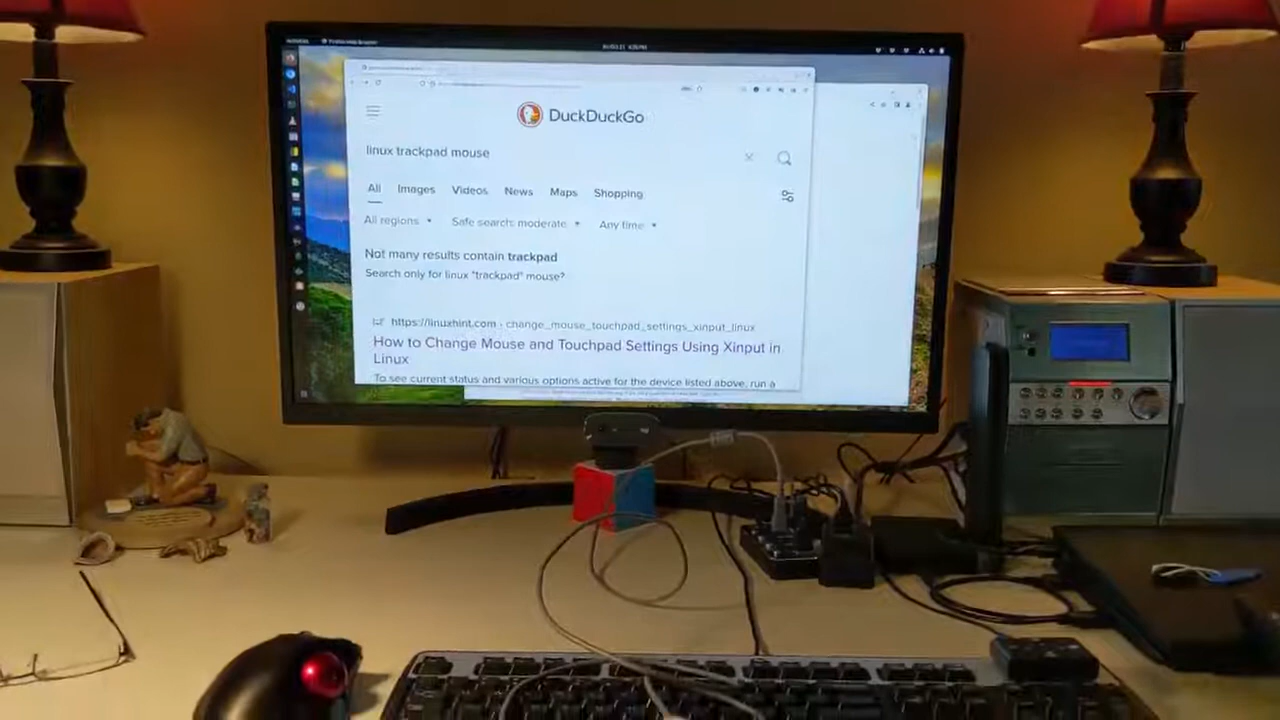 DuckDuckGo
linux trackpad mouse
All Images Videos News Maps Shopping
All regions Safe search: moderate Any time
Not many results contain trackpad
Search only for linux "trackpad" mouse?
https://linuxhint.com › change_mouse_touchpad_settings_xinput_linux
How to Change Mouse and Touchpad Settings Using Xinput in
Linux
To see current status and various options active for the device listed above, run a